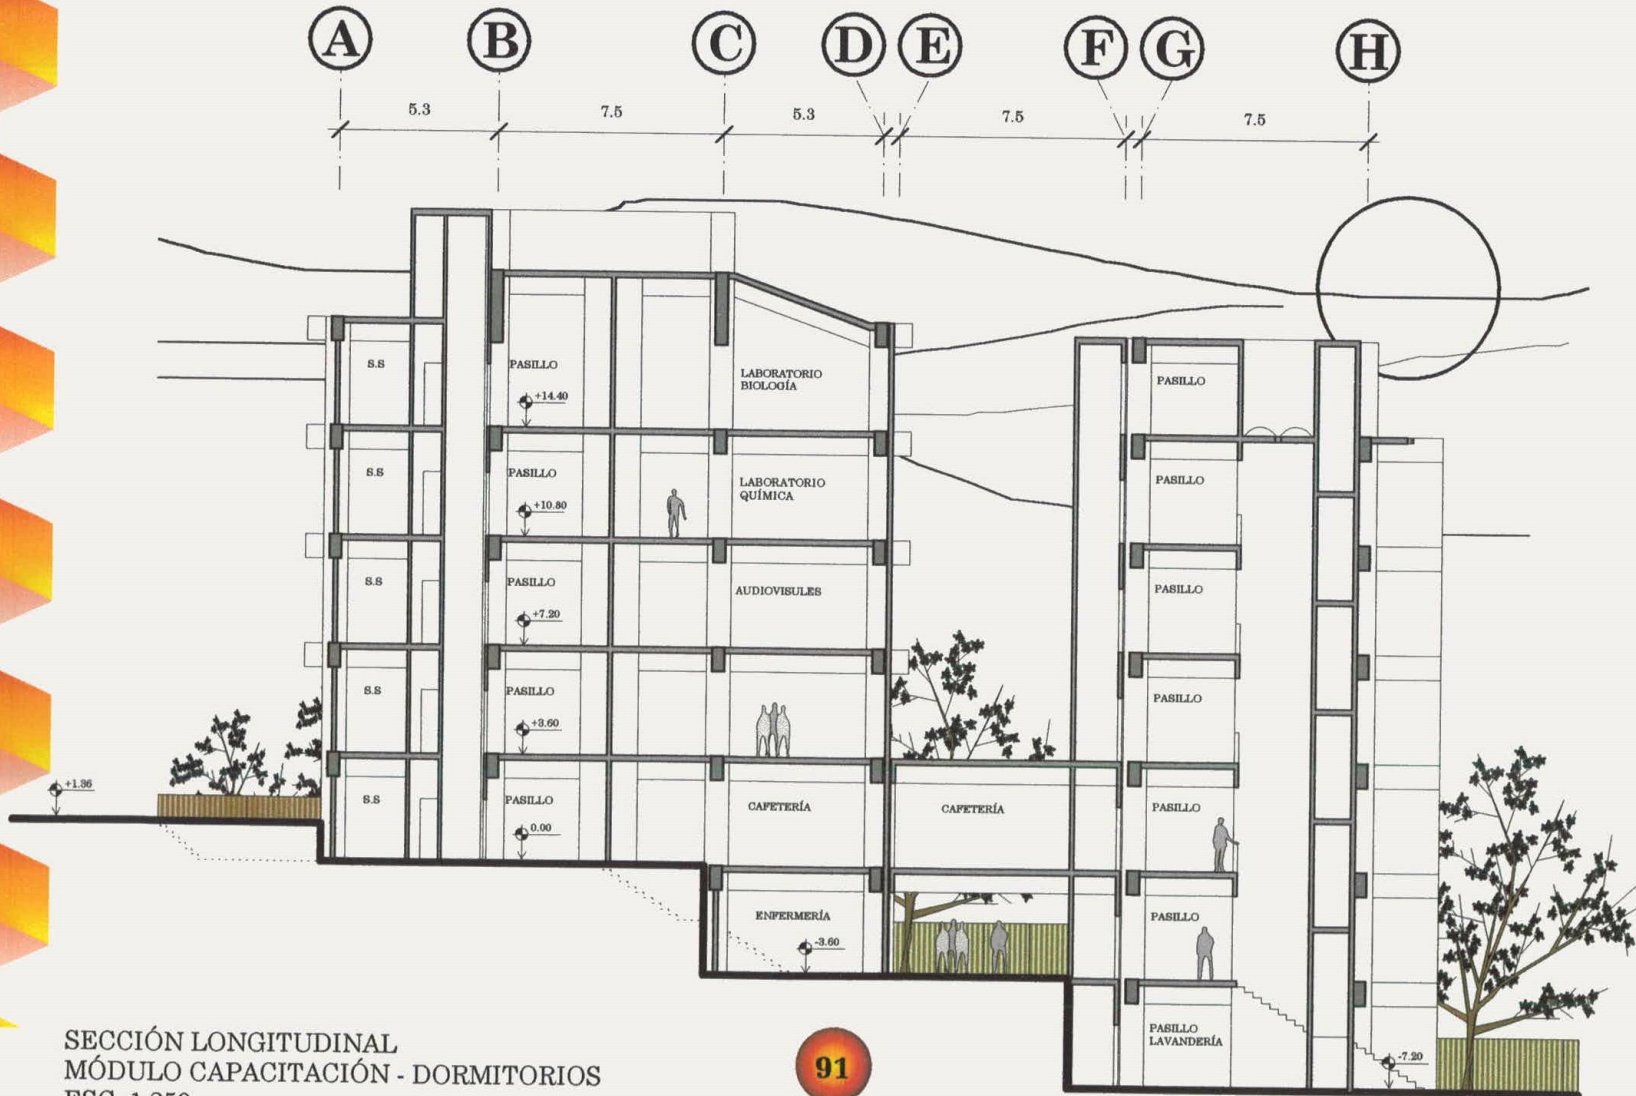 A B C D E F G H
5.3 7.5 5.3 7.5 7.5
S.S PASILLO LABORATORIO
BIOLOGÍA
PASILLO
+14.40
S.S PASILLO LABORATORIO
QUÍMICA
PASILLO
+10.80
S.S PASILLO AUDIOVISULES PASILLO
+7.20
S.S PASILLO PASILLO
+3.60
+1.86
S.S PASILLO CAFETERÍA CAFETERÍA PASILLO
0.00
ENFERMERÍA PASILLO
-3.60
PASILLO
LAVANDERÍA
-7.20
SECCIÓN LONGITUDINAL
MÓDULO CAPACITACIÓN - DORMITORIOS
91